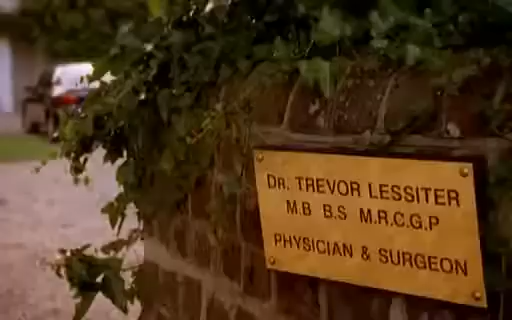 DR. TREVOR LESSITER
M.B B.S M.R.C.G.P
PHYSICIAN & SURGEON